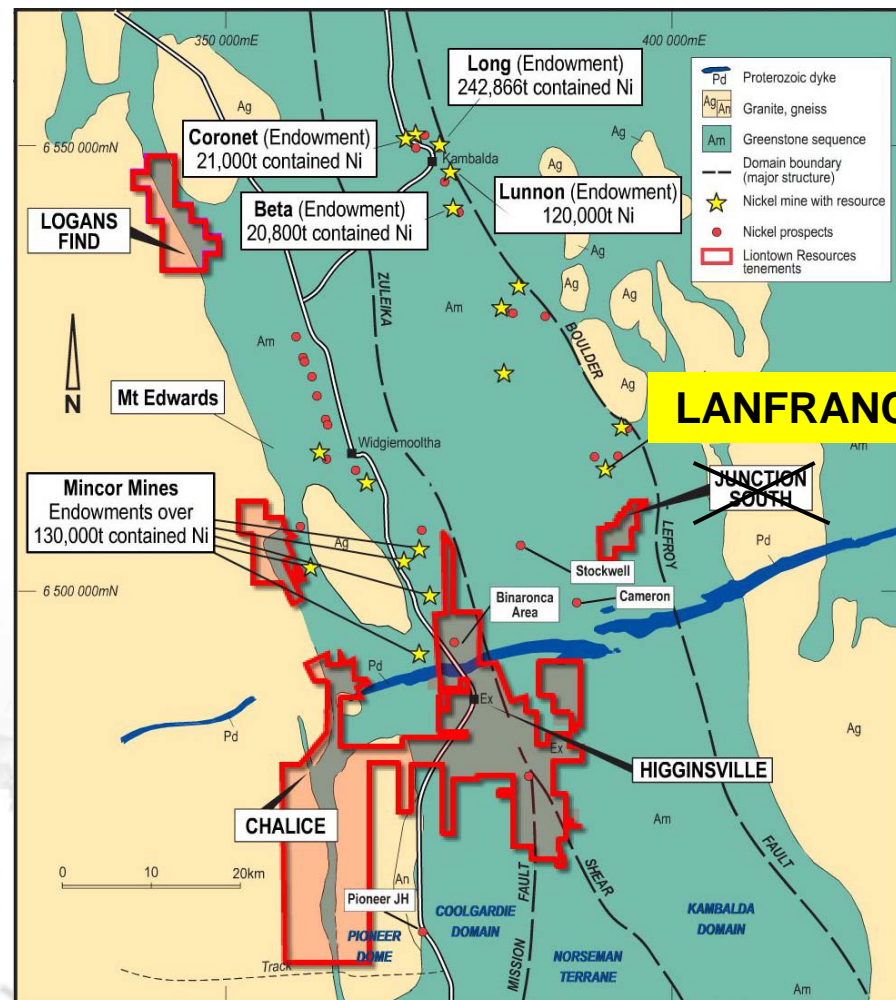 350 000mE
400 000mE
Long (Endowment)
242,866t contained Ni
Coronet (Endowment)
21,000t contained Ni
Kambalda
Lunnon (Endowment)
120,000t Ni
Beta (Endowment)
20,800t contained Ni
6 550 000mN
LOGANS
FIND
Pd
Proterozoic dyke
Ag
An
Granite, gneiss
Am
Greenstone sequence
Domain boundary
(major structure)
Nickel mine with resource
Nickel prospects
Liontown Resources
tenements
Ag
Ag
Ag
Ag
Ag
Ag
ZULEIKA
Am
Am
BOULDER
Ag
N
Mt Edwards
Widgiemooltha
LANFRANC
Am
JUNCTION
SOUTH
LEFROY
Mincor Mines
Endowments over
130,000t contained Ni
Ag
Pd
Stockwell
6 500 000mN
Binaronca
Area
Cameron
Pd
Pd
Ex
Ex
Ag
HIGGINSVILLE
CHALICE
Am
0
10
20km
An
FAULT
SHEAR
FAULT
Pioneer JH
COOLGARDIE
DOMAIN
KAMBALDA
DOMAIN
PIONEER
DOME
MISSION
NORSEMAN
TERRANE
Track
Am